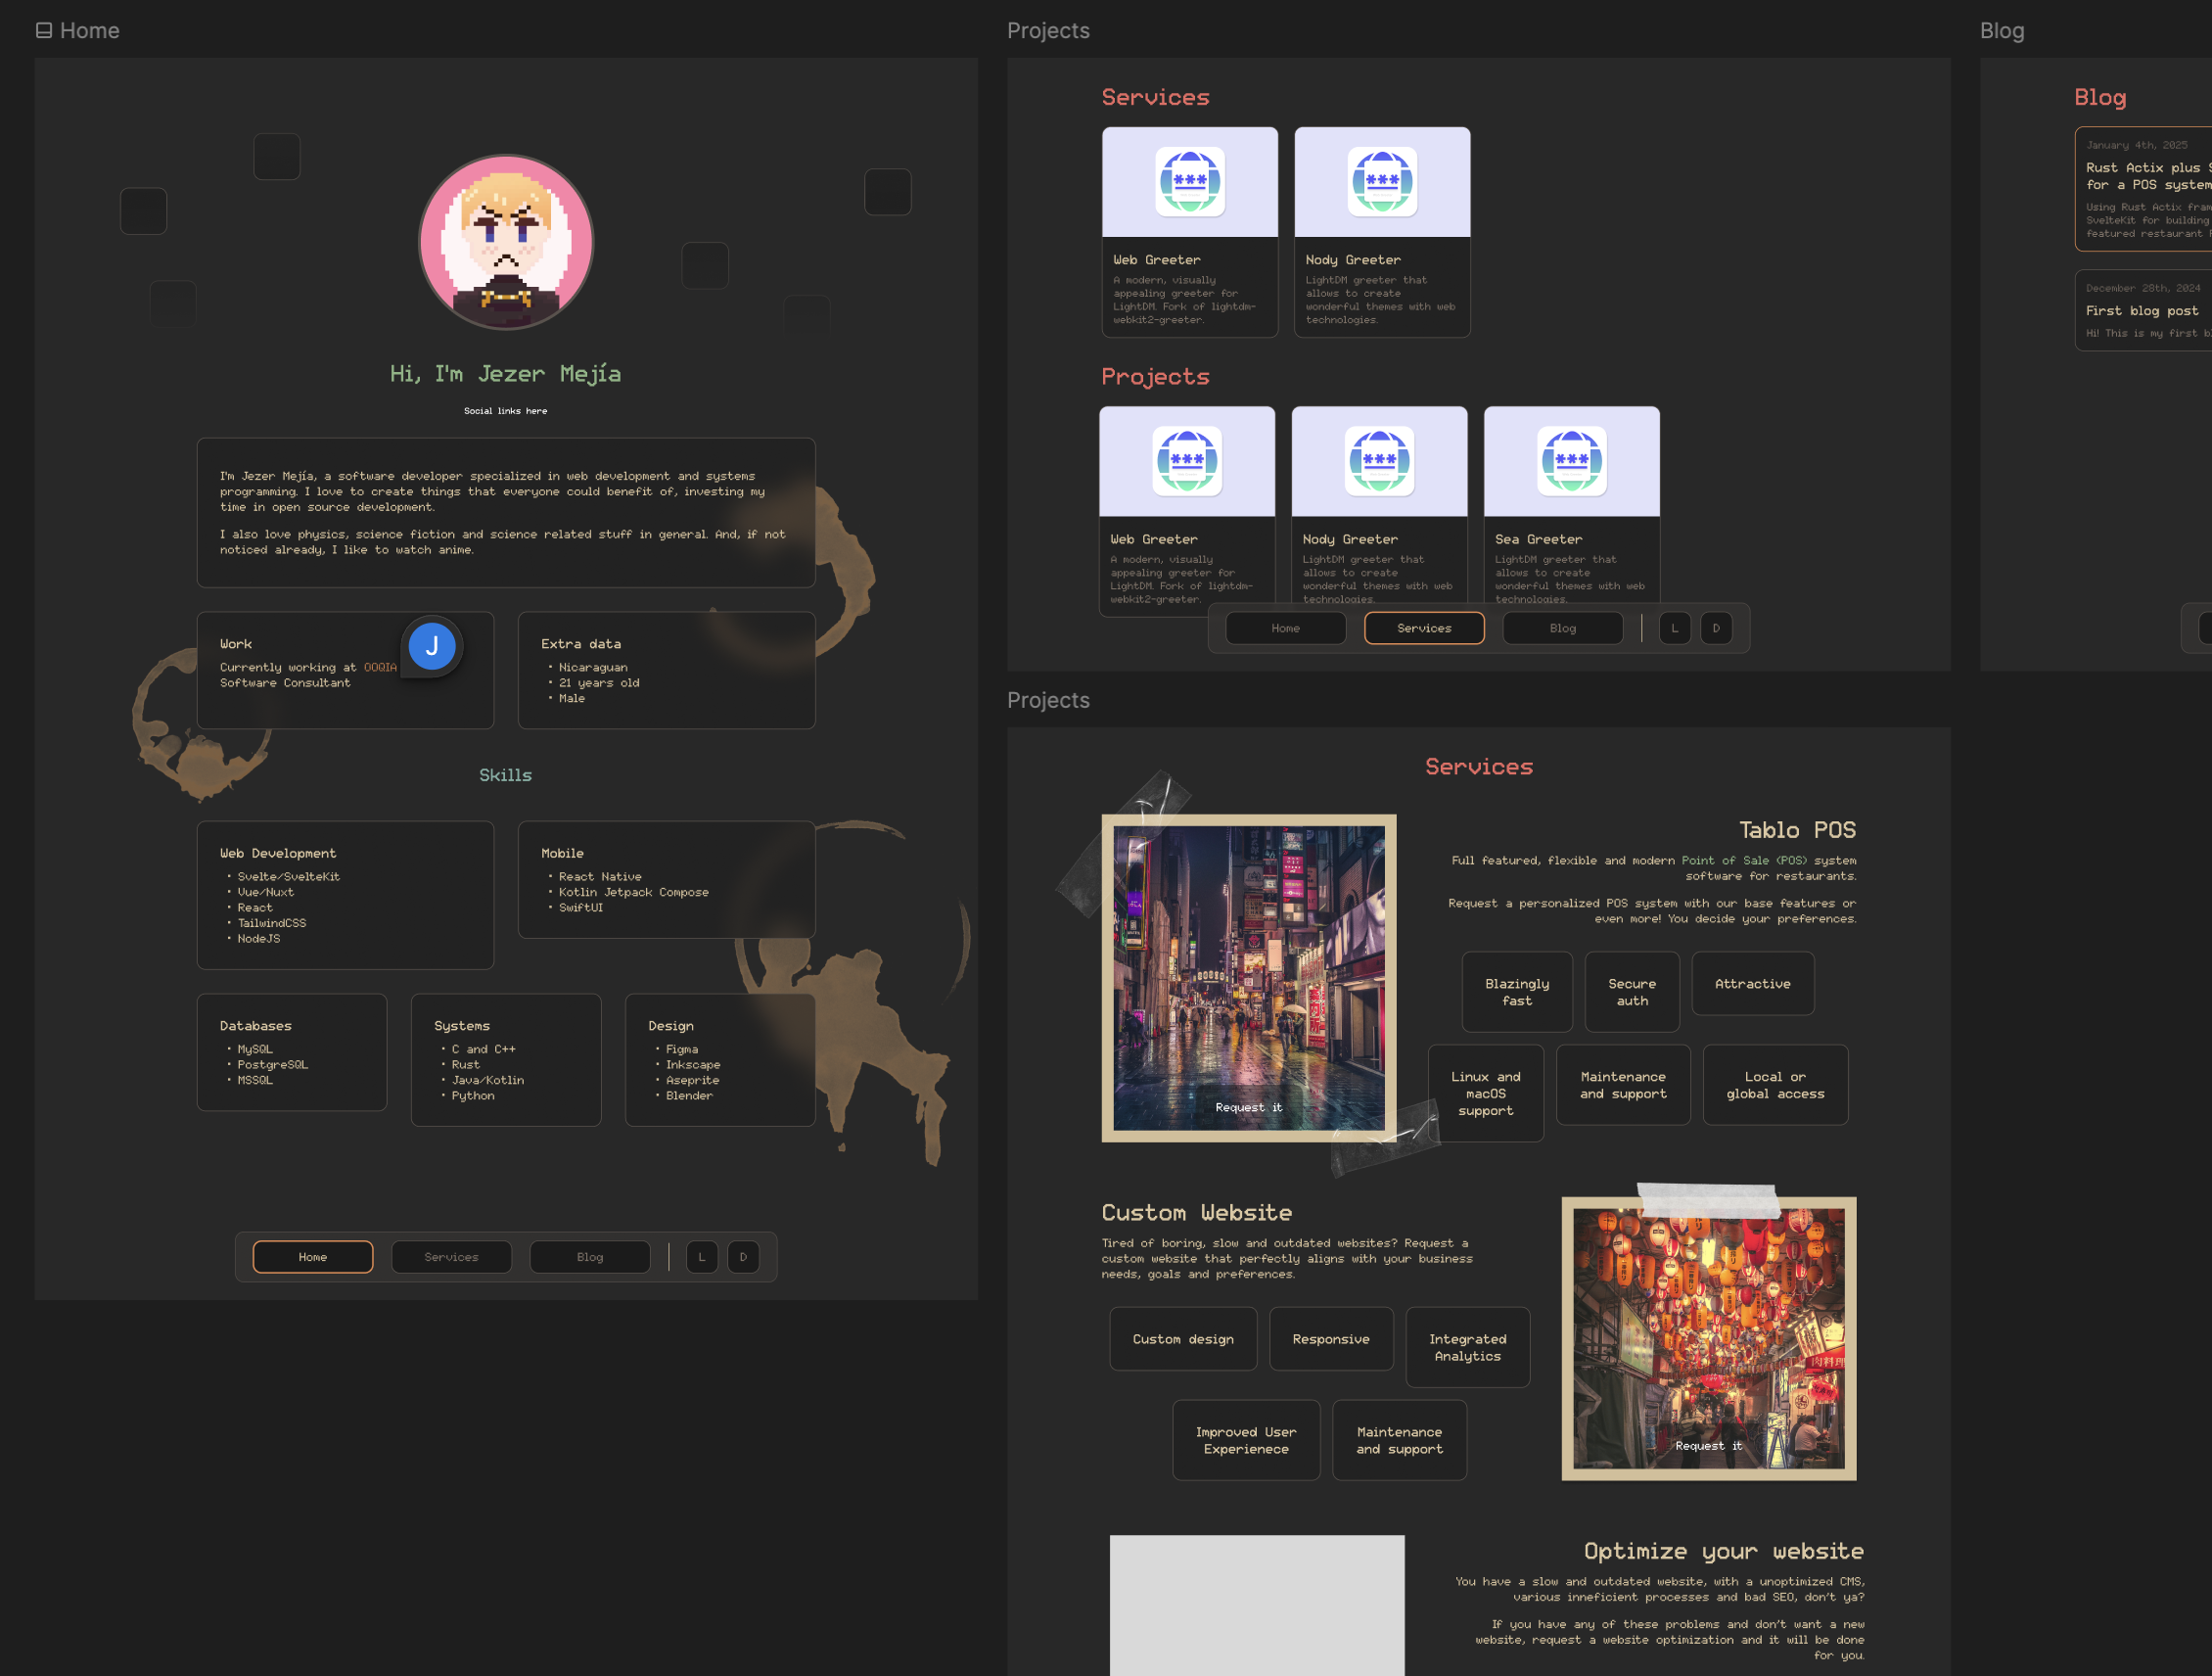 Home
Hi, I'm Jezer Mejía
Social links here
I'm Jezer Mejía, a software developer specialized in web development and systems
programming. I love to create things that everyone could benefit of, investing my
time in open source development.
I also love physics, science fiction and science related stuff in general. And, if not
noticed already, I like to watch anime.
Work
Currently working at OOQIA
Software Consultant
J
Extra data
• Nicaraguan
• 21 years old
• Male
Skills
Web Development
• Svelte/SvelteKit
• Vue/Nuxt
• React
• TailwindCSS
• NodeJS
Mobile
• React Native
• Kotlin Jetpack Compose
• SwiftUI
Databases
• MySQL
• PostgreSQL
• MSSQL
Systems
• C and C++
• Rust
• Java/Kotlin
• Python
Design
• Figma
• Inkscape
• Aseprite
• Blender
Home
Services
Blog
L
D
Projects
Services
***
Web Greeter
A modern, visually
appealing greeter for
LightDM. Fork of lightdm-
webkit2-greeter.
***
Nody Greeter
LightDM greeter that
allows to create
wonderful themes with web
technologies.
Projects
***
Web Greeter
A modern, visually
appealing greeter for
LightDM. Fork of lightdm-
webkit2-greeter.
***
Nody Greeter
LightDM greeter that
allows to create
wonderful themes with web
technologies.
***
Sea Greeter
LightDM greeter that
allows to create
wonderful themes with web
technologies.
Home
Services
Blog
L
D
Projects
Services
Tablo POS
Full featured, flexible and modern Point of Sale (POS) system
software for restaurants.
Request a personalized POS system with our base features or
even more! You decide your preferences.
Request it
Blazingly
fast
Secure
auth
Attractive
Linux and
macOS
support
Maintenance
and support
Local or
global access
Custom Website
Tired of boring, slow and outdated websites? Request a
custom website that perfectly aligns with your business
needs, goals and preferences.
Custom design
Responsive
Integrated
Analytics
Improved User
Experienece
Maintenance
and support
肉料理
Request it
Optimize your website
You have a slow and outdated website, with a unoptimized CMS,
various inneficient processes and bad SEO, don't ya?
If you have any of these problems and don't want a new
website, request a website optimization and it will be done
for you.
Blog
Blog
January 4th, 2025
Rust Actix plus
for a POS system
Using Rust Actix
SvelteKit for building
featured restaurant
December 28th, 2024
First blog post
Hi! This is my first